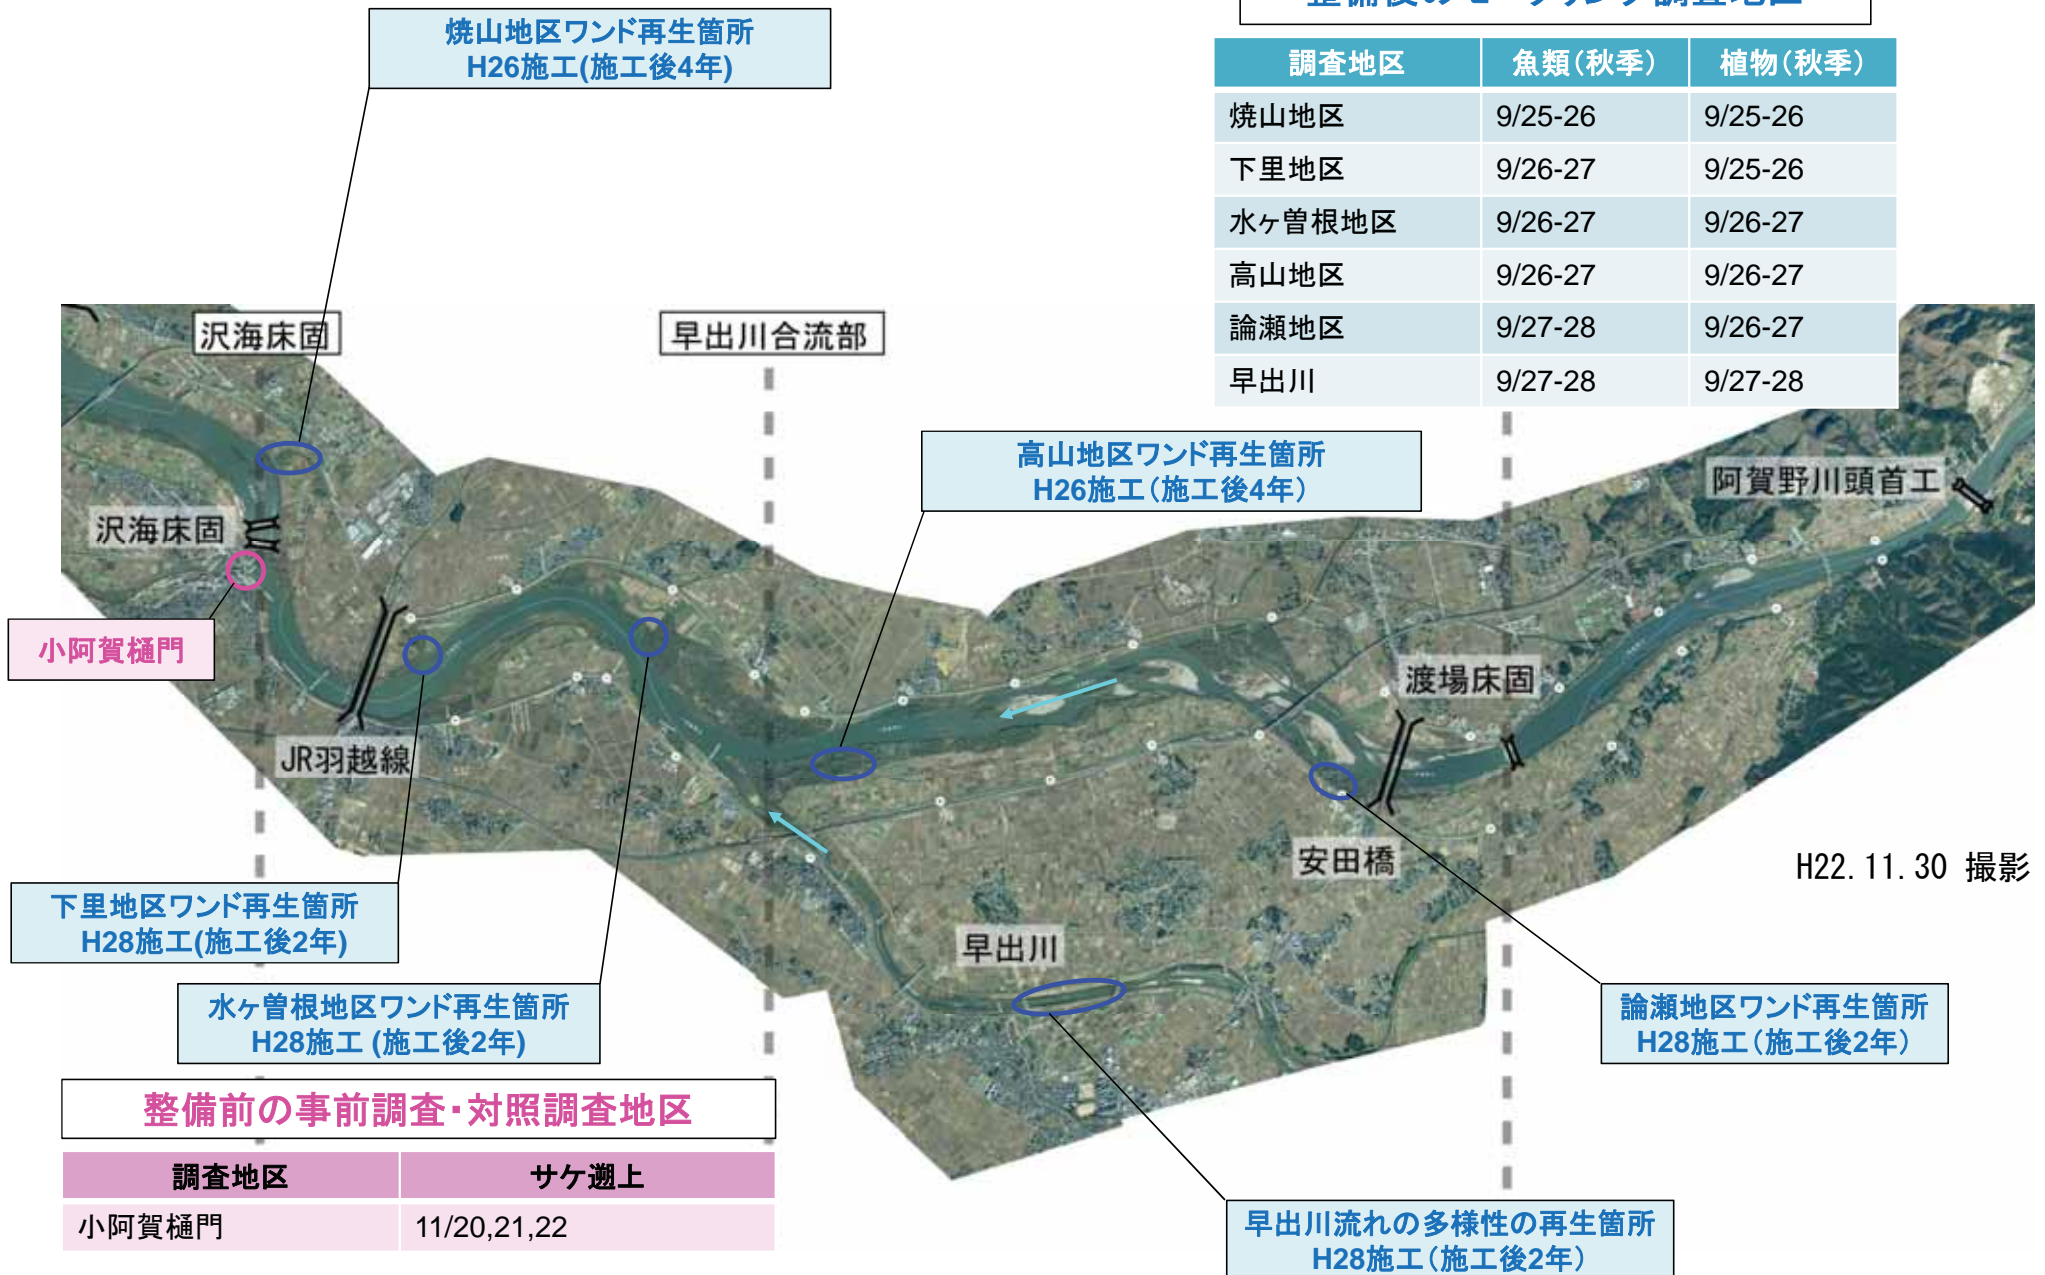 焼山地区ワンド再生箇所
H26施工(施工後4年)
調査地区 魚類(秋季) 植物(秋季)
焼山地区 9/25-26 9/25-26
下里地区 9/26-27 9/25-26
水ヶ曽根地区 9/26-27 9/26-27
高山地区 9/26-27 9/26-27
論瀬地区 9/27-28 9/26-27
早出川 9/27-28 9/27-28
沢海床固
早出川合流部
高山地区ワンド再生箇所
H26施工(施工後4年)
阿賀野川頭首工
沢海床固
小阿賀樋門
渡場床固
JR羽越線
安田橋
H22.11.30 撮影
下里地区ワンド再生箇所
H28施工(施工後2年)
早出川
水ヶ曽根地区ワンド再生箇所
H28施工 (施工後2年)
論瀬地区ワンド再生箇所
H28施工(施工後2年)
整備前の事前調査・対照調査地区
調査地区 サケ遡上
小阿賀樋門 11/20,21,22
早出川流れの多様性の再生箇所
H28施工(施工後2年)